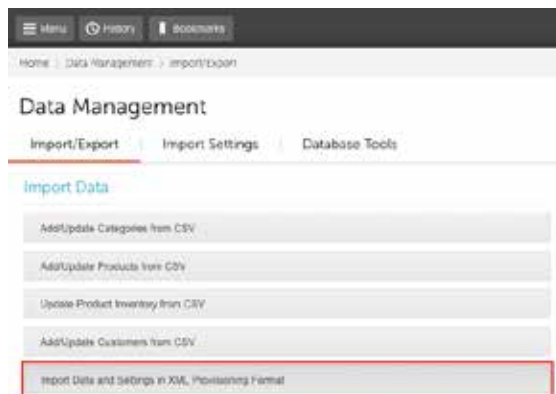 Menu History Bookmarks
Home Data Management Import/Export
Data Management
Import/Export Import Settings Database Tools
Import Data
Add/Update Categories from CSV
Add/Update Products from CSV
Update Product Inventory from CSV
Add/Update Customers from CSV
Import Data and Settings in XML Provisioning Format